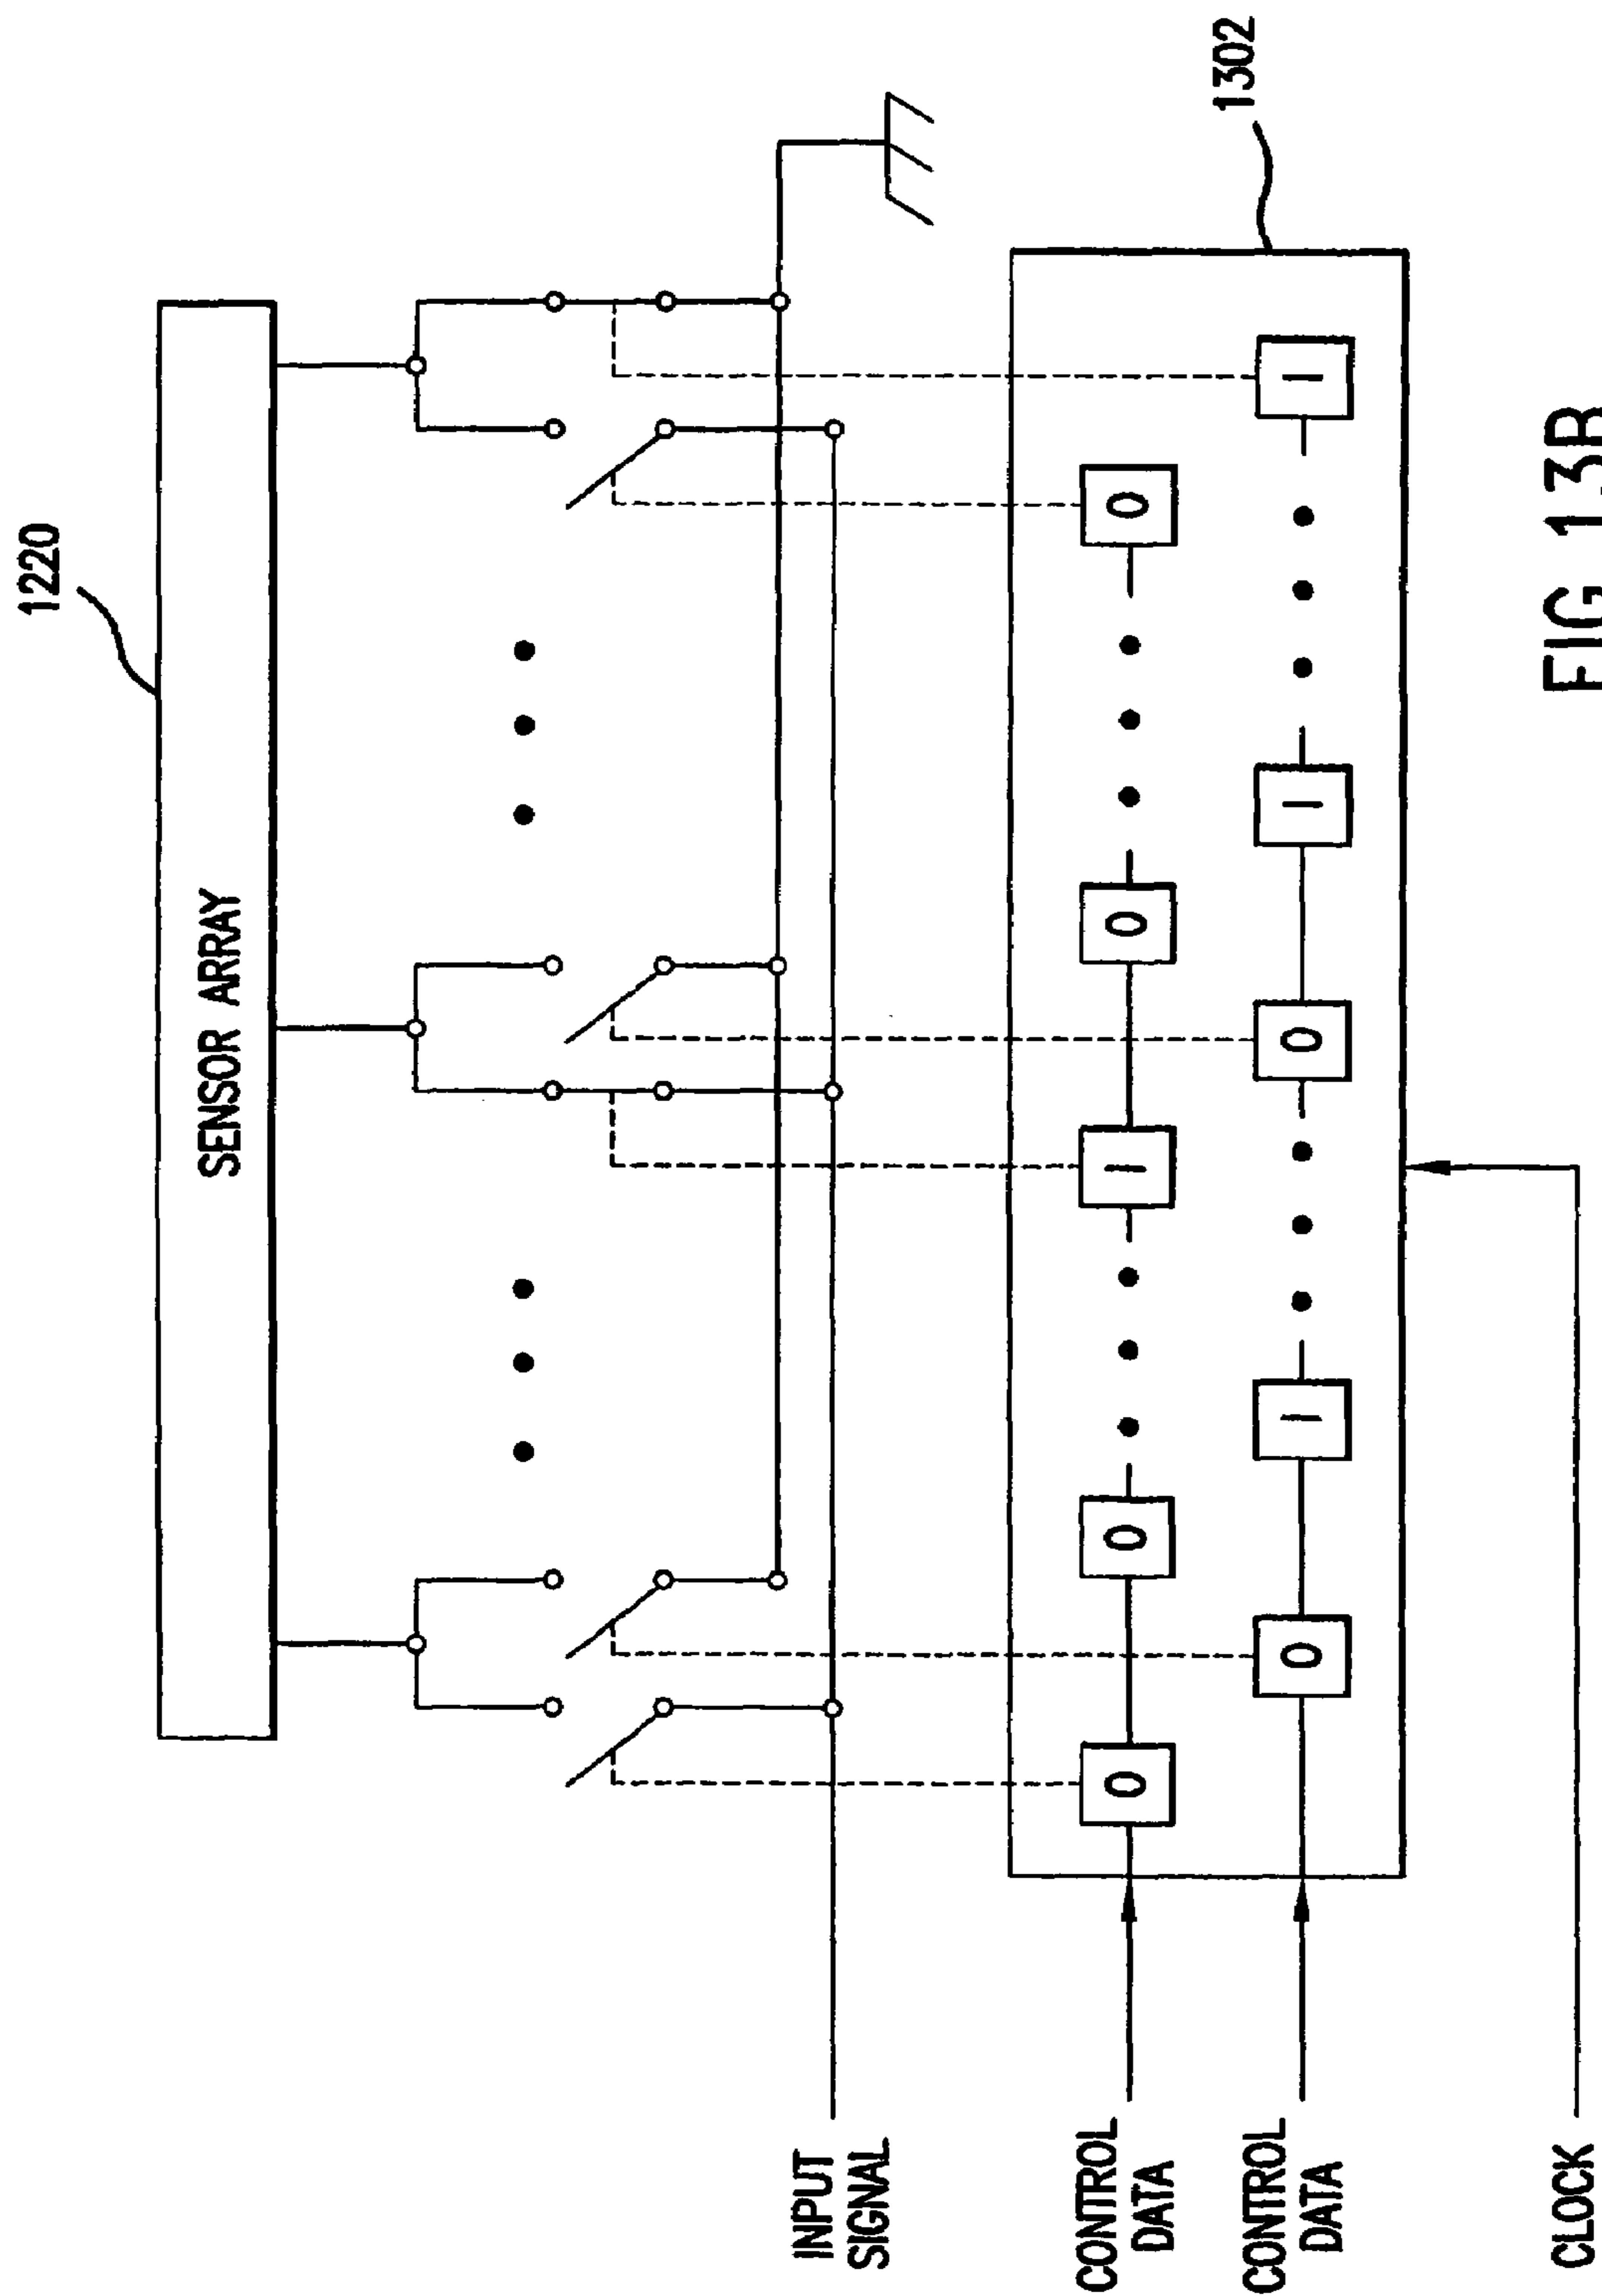 1220
SENSOR ARRAY
INPUT
SIGNAL
CONTROL
DATA
0 0 1 0 0
CONTROL
DATA
0 1 0 1 1
1302
CLOCK
FIG. 13B